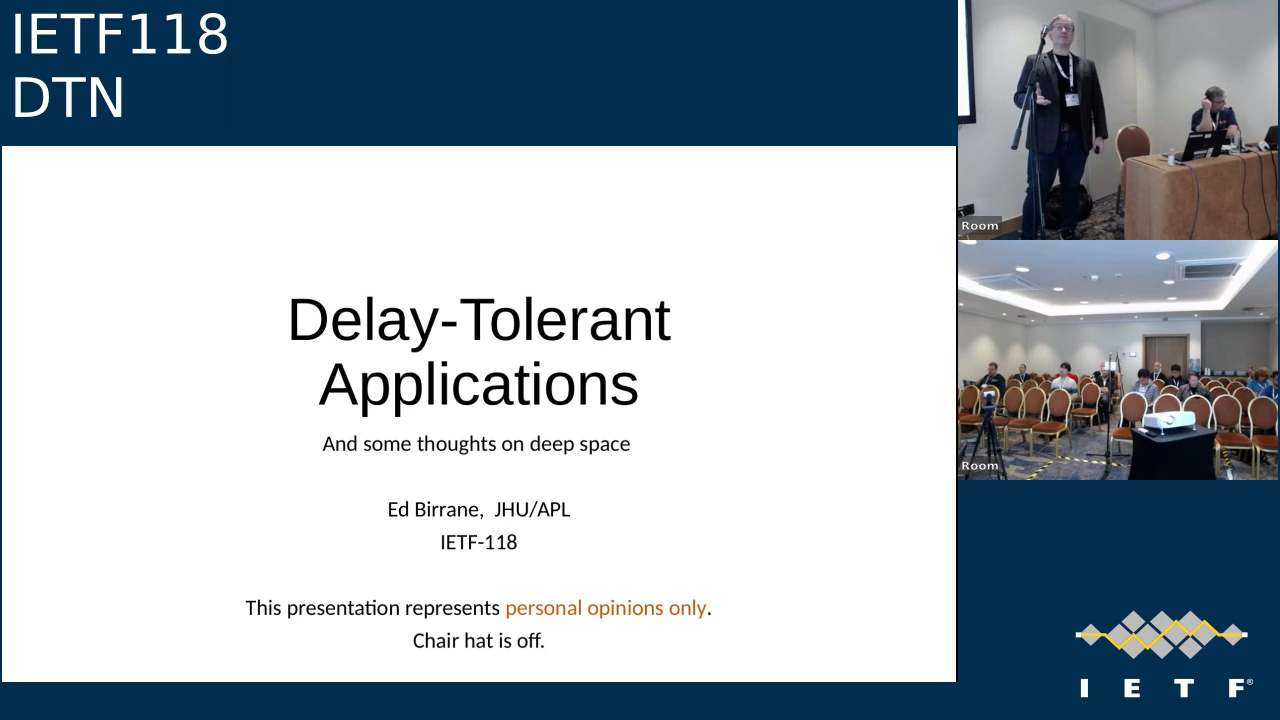 IETF118
DTN
Delay-Tolerant
Applications
And some thoughts on deep space
Ed Birrane, JHU/APL
IETF-118
This presentation represents personal opinions only.
Chair hat is off.
Room
Room
I E T F®